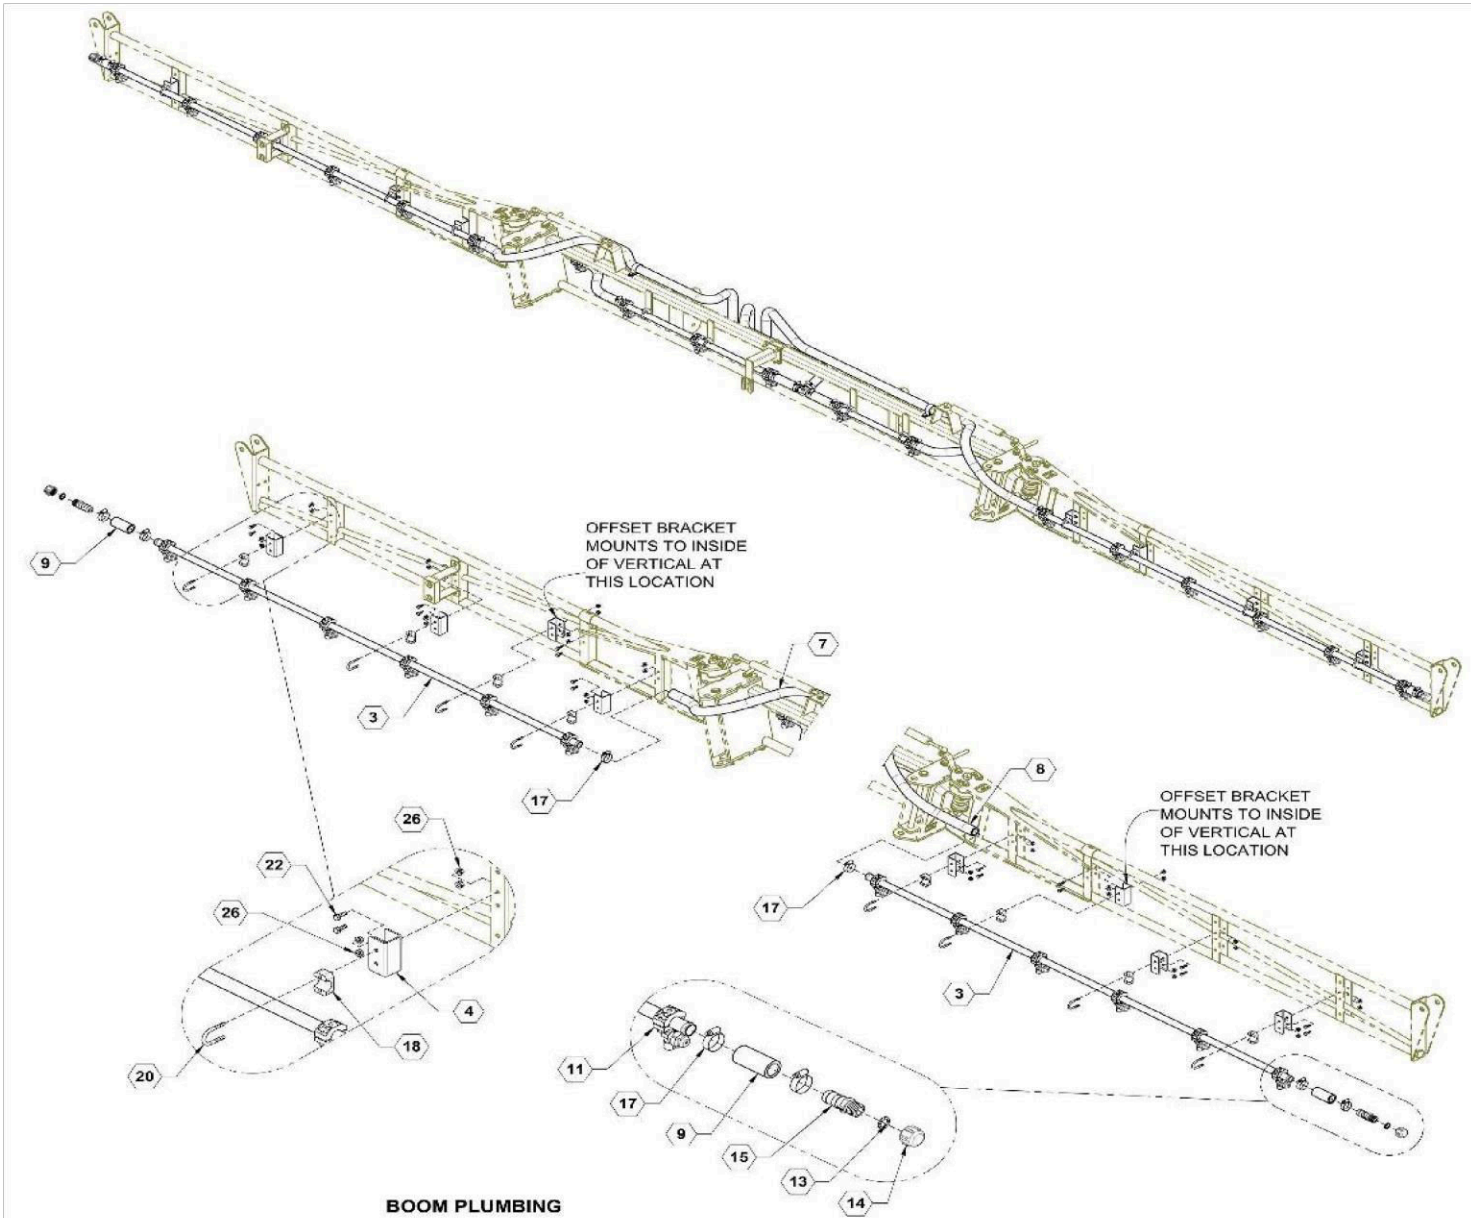 OFFSET BRACKET
MOUNTS TO INSIDE
OF VERTICAL AT
THIS LOCATION
9
7
3
17
8
OFFSET BRACKET
MOUNTS TO INSIDE
OF VERTICAL AT
THIS LOCATION
26
22
26
17
4
18
20
3
11
17
9
15
13
14
BOOM PLUMBING